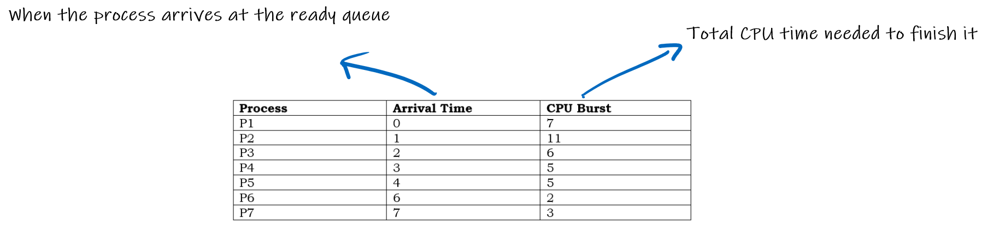 When the process arrives at the ready queue
Total CPU time needed to finish it
Process Arrival Time CPU Burst
P1 0 7
P2 1 11
P3 2 6
P4 3 5
P5 4 5
P6 6 2
P7 7 3